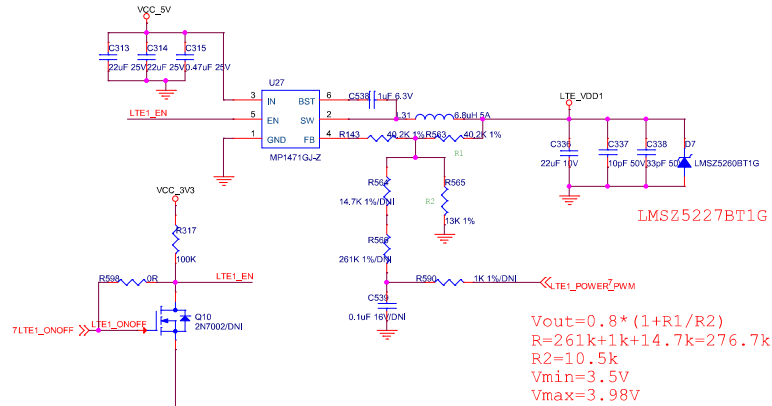 VCC_5V
C313
C314
C315
22uF 25V
22uF 25V
0.47uF 25V
U27
3
IN
BST
6
C538
1uF 6.3V
LTE1_EN
5
EN
SW
2
L31
6.8uH 5A
1
GND
FB
4
R143
40.2K 1%
R563
40.2K 1%
MP1471GJ-Z
R1
LTE_VDD1
C336
C337
C338
D7
22uF 10V
10pF 50V
33pF 50V
LMSZ5260BT1G
LMSZ5227BT1G
R564
R565
14.7K 1%/DNI
R2
13K 1%
R566
261K 1%/DNI
R590
1K 1%/DNI
7
LTE1_POWER_PWM
C539
0.1uF 16V/DNI
VCC_3V3
R317
100K
R598
0R
LTE1_EN
7
LTE1_ONOFF
LTE1_ONOFF
Q10
2N7002/DNI
Vout=0.8*(1+R1/R2)
R=261k+1k+14.7k=276.7k
R2=10.5k
Vmin=3.5V
Vmax=3.98V